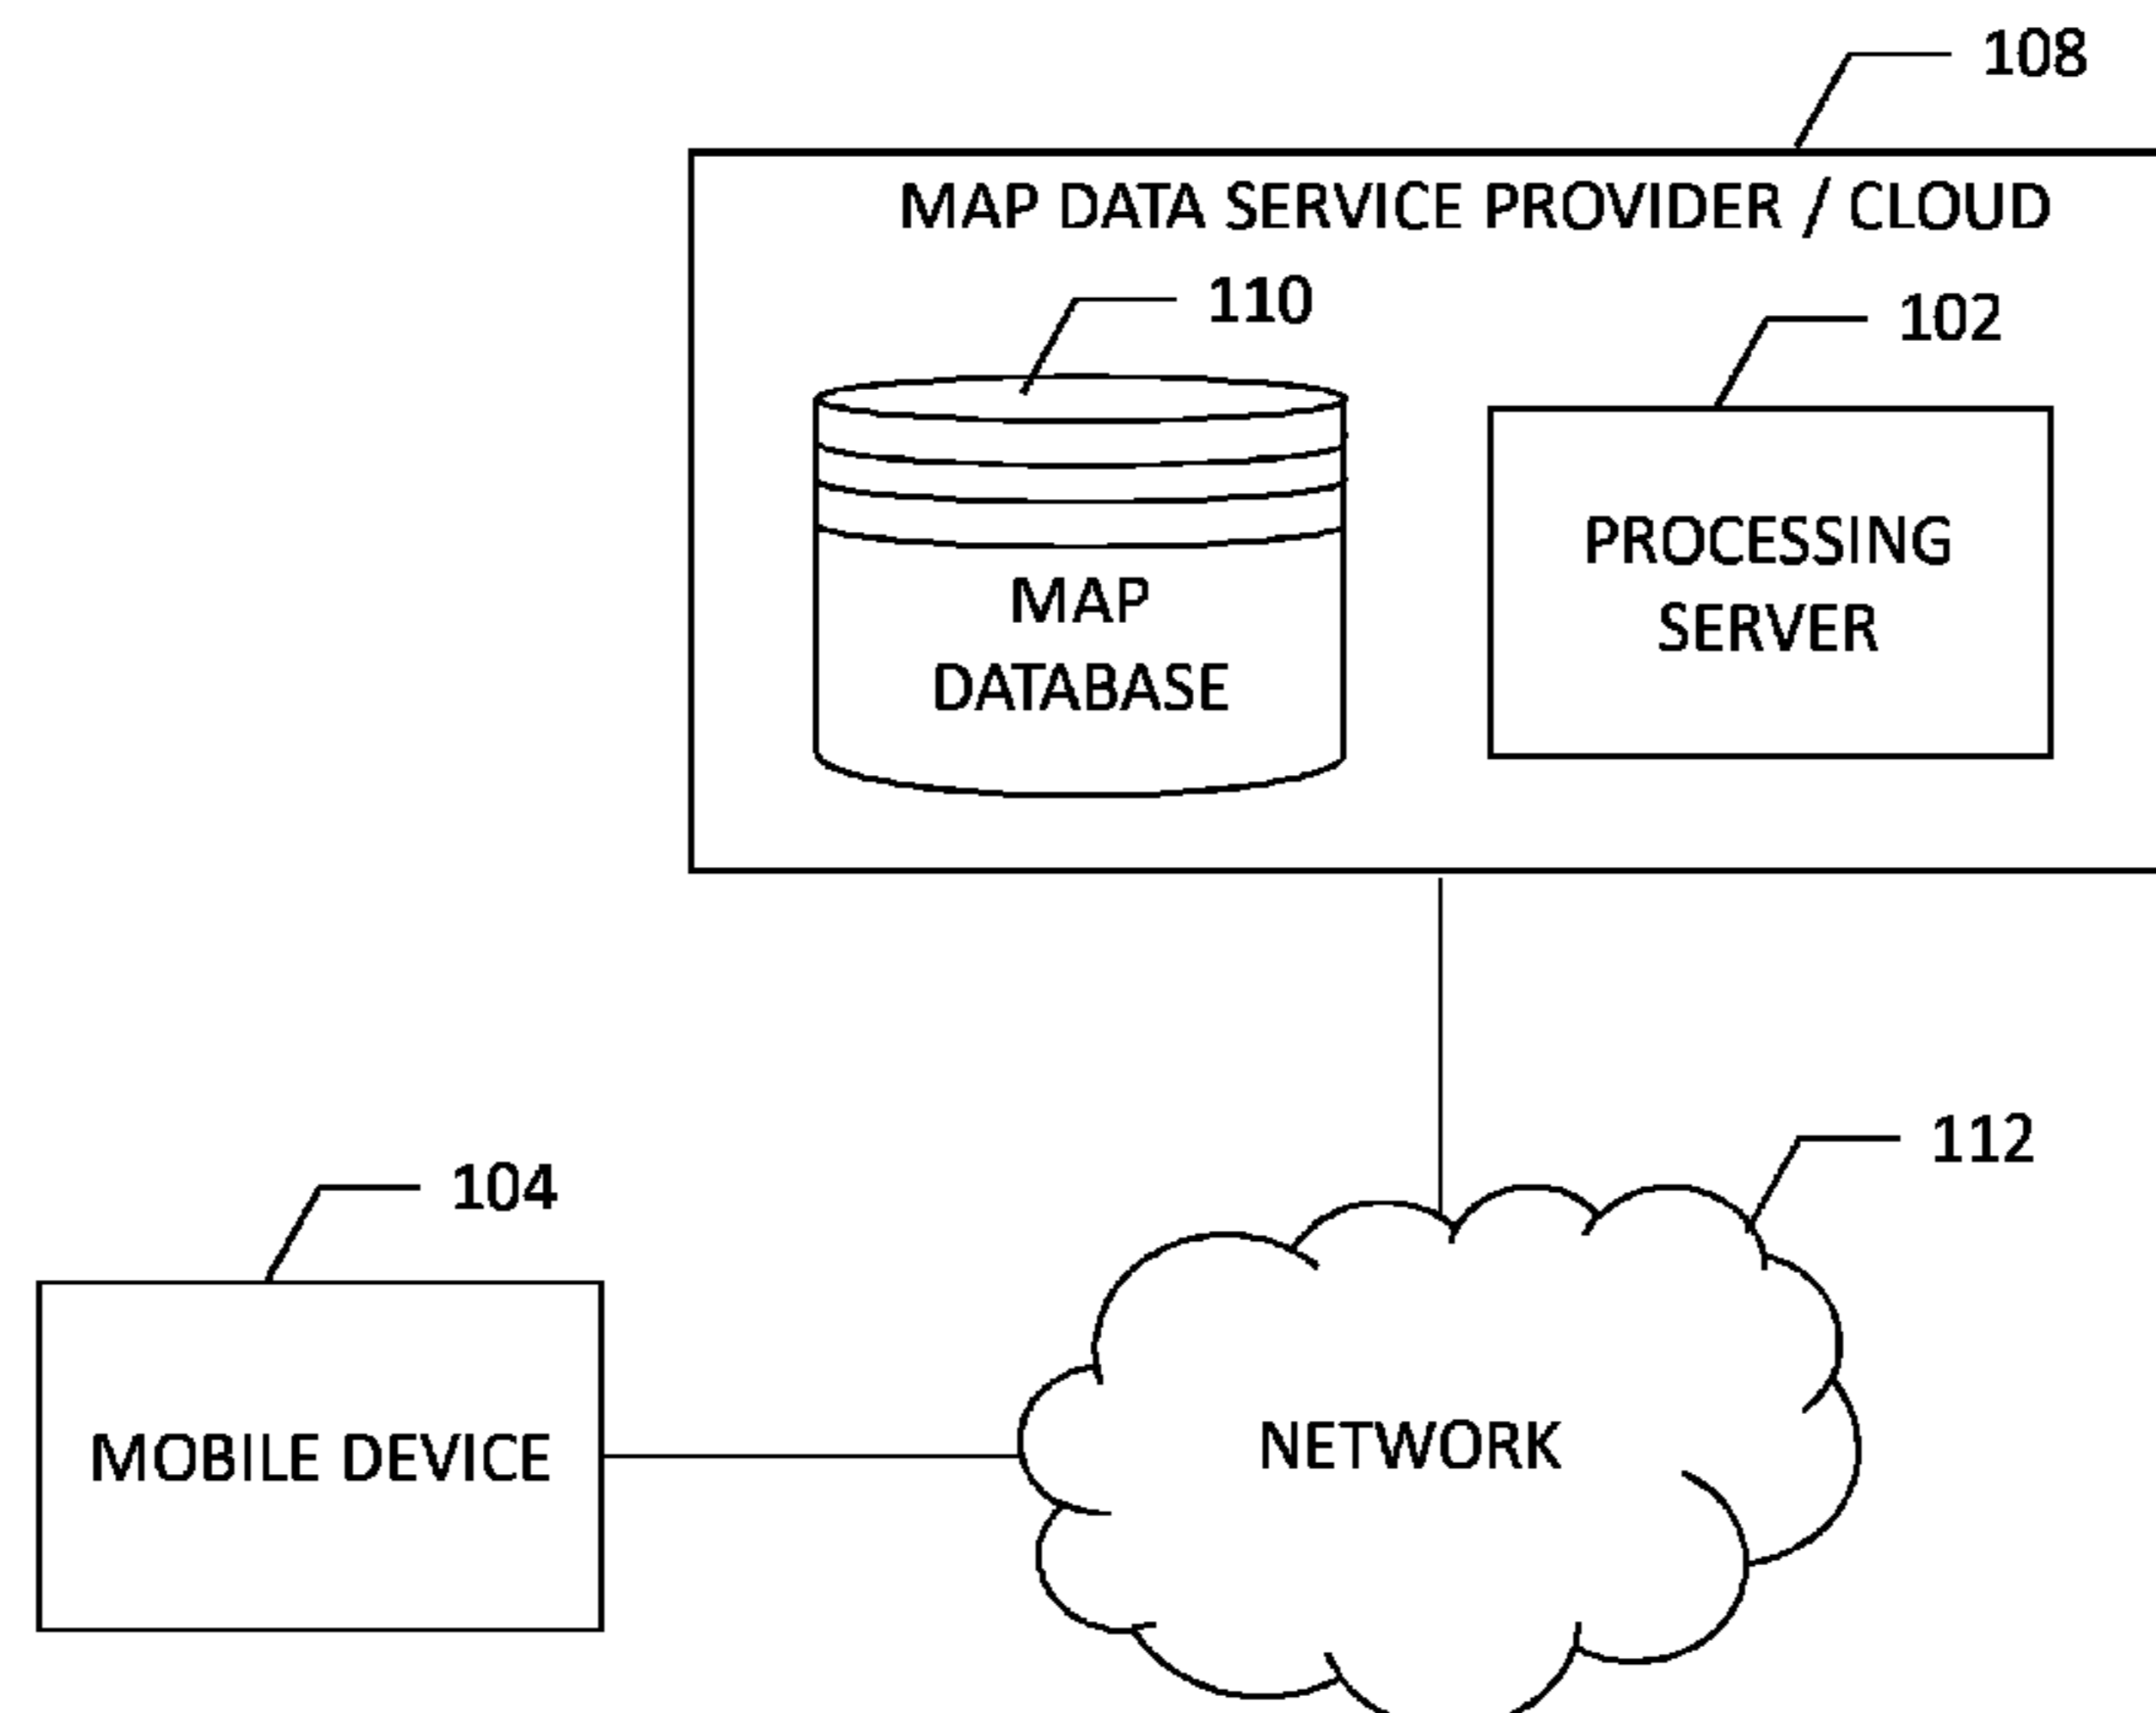 108
MAP DATA SERVICE PROVIDER / CLOUD
110
102
MAP
DATABASE
PROCESSING
SERVER
112
104
MOBILE DEVICE
NETWORK